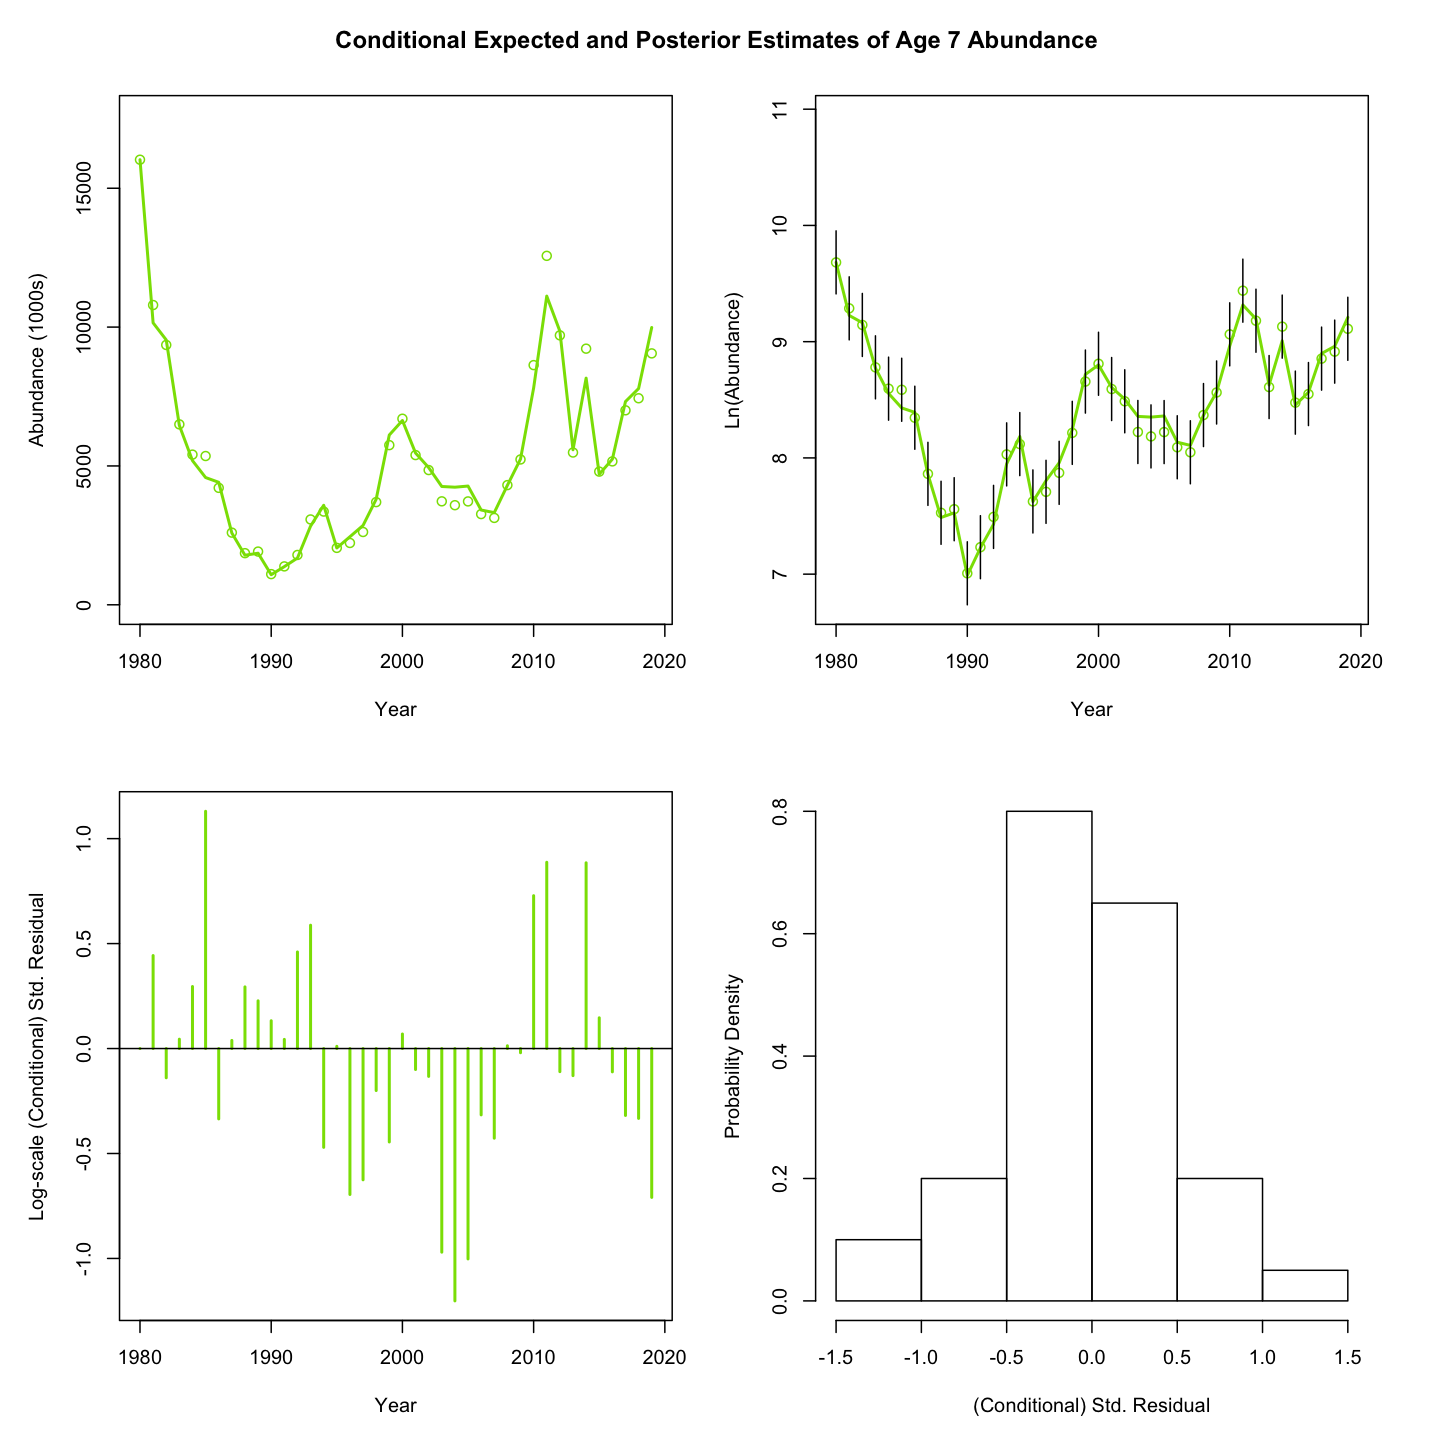 Conditional Expected and Posterior Estimates of Age 7 Abundance
Abundance (1000s)
15000
10000
5000
0
1980 1990 2000 2010 2020
Year
Ln(Abundance)
11
10
9
8
7
1980 1990 2000 2010 2020
Year
Log-scale (Conditional) Std. Residual
1.0
0.5
0.0
-0.5
-1.0
1980 1990 2000 2010 2020
Year
Probability Density
0.8
0.6
0.4
0.2
0.0
-1.5 -1.0 -0.5 0.0 0.5 1.0 1.5
(Conditional) Std. Residual